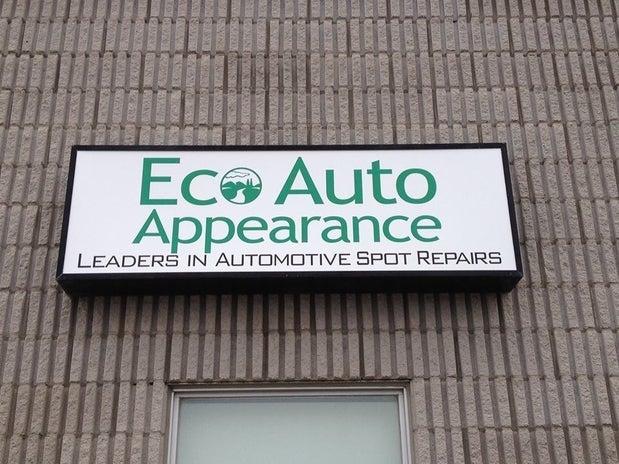 Eco Auto
Appearance
Leaders in Automotive Spot Repairs